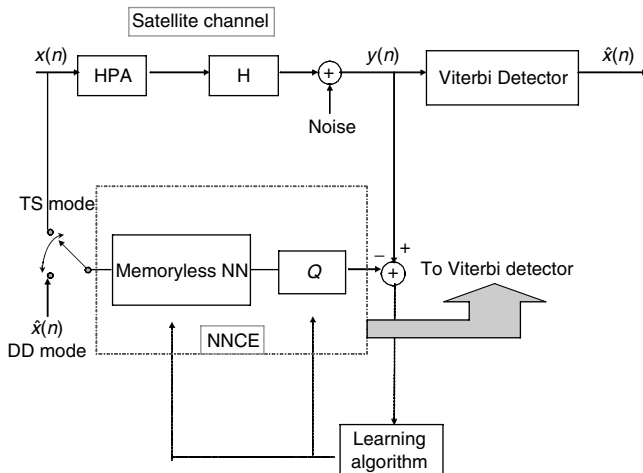 Satellite channel
x(n)
HPA
H
+
Noise
y(n)
Viterbi Detector
x̂(n)
TS mode
Memoryless NN
Q
−
+
+
To Viterbi detector
x̂(n)
DD mode
NNCE
Learning
algorithm